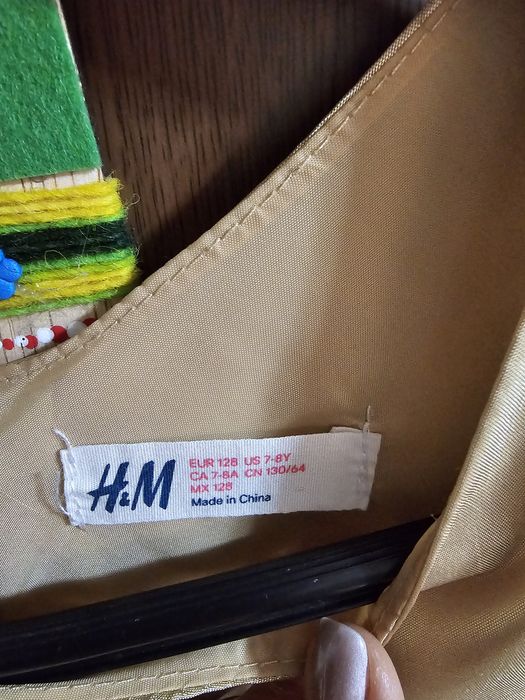 H&M
EUR 128 US 7-8Y
CA 7-8A CN 130/64
MX 128
Made in China